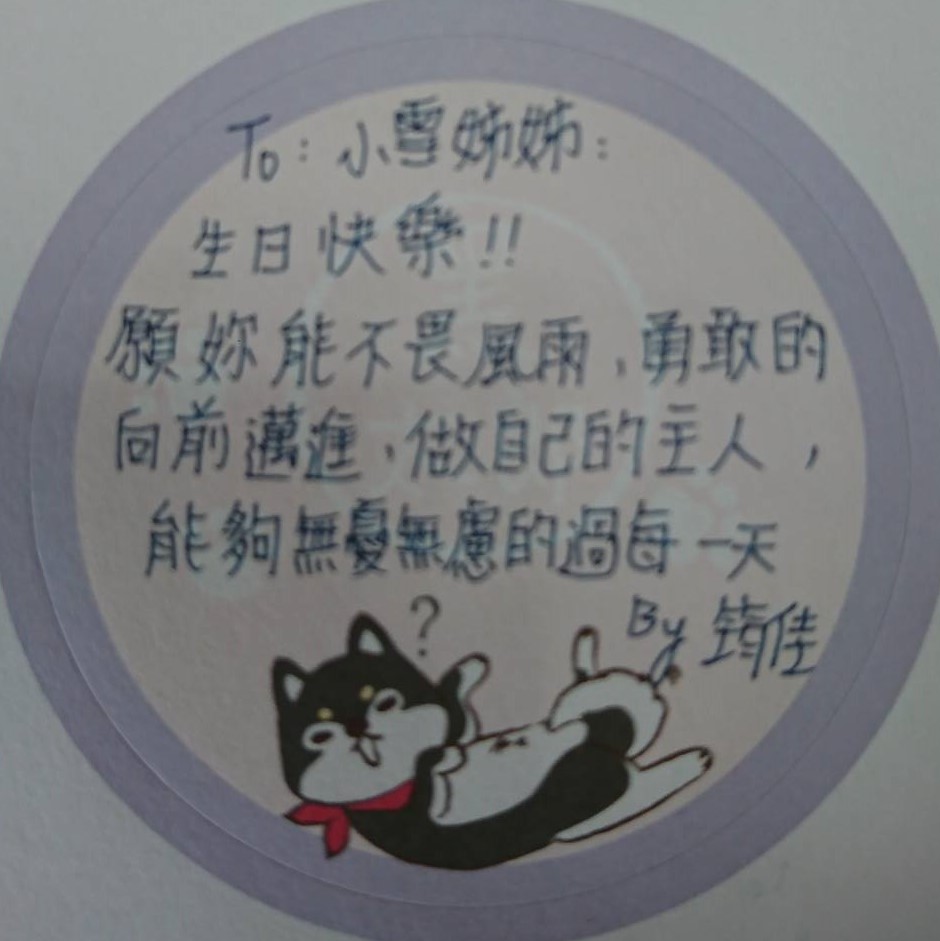 To：小雪姊姊：
生日快樂!!
願妳能不畏風雨，勇敢的
向前邁進，做自己的主人，
能夠無憂無慮的過每一天
?
By 筠佳